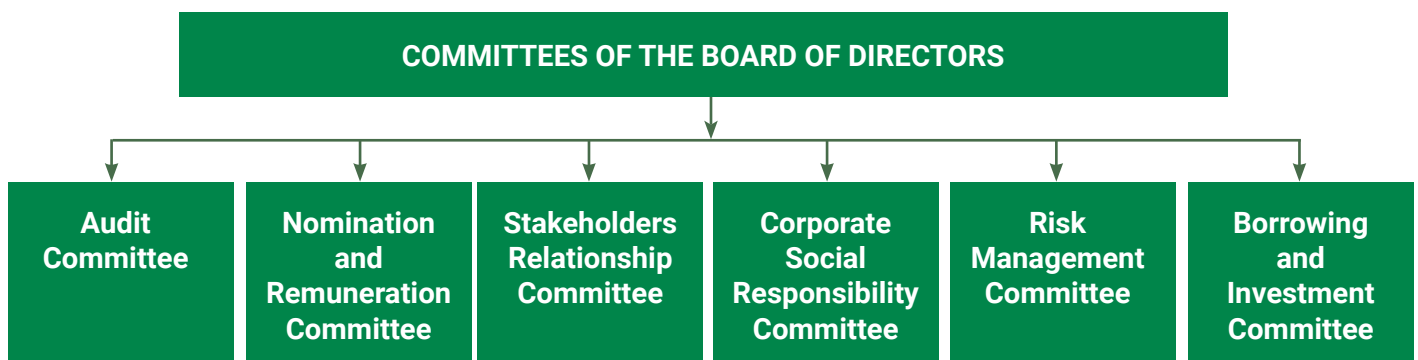 COMMITTEES OF THE BOARD OF DIRECTORS
Audit
Committee
Nomination
and
Remuneration
Committee
Stakeholders
Relationship
Committee
Corporate
Social
Responsibility
Committee
Risk
Management
Committee
Borrowing
and
Investment
Committee